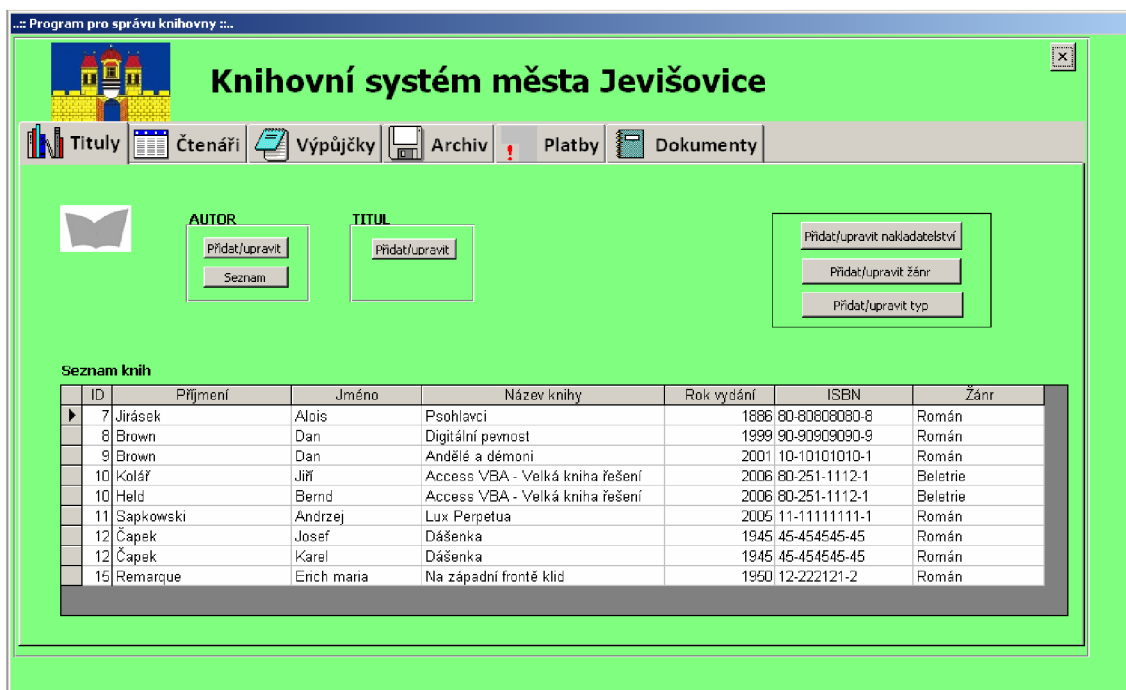 ..:: Program pro správu knihovny ::..
Knihovní systém města Jevišovice
Tituly Čtenáři Výpůjčky Archiv Platby Dokumenty
AUTOR TITUL
Přidat/upravit Přidat/upravit Přidat/upravit nakladatelství
Seznam Přidat/upravit žánr
Přidat/upravit typ
Seznam knih
ID Příjmení Jméno Název knihy Rok vydání ISBN Žánr
7 Jirásek Alois Psohlavci 1886 80-80808080-8 Román
8 Brown Dan Digitální pevnost 1999 90-90909090-9 Román
9 Brown Dan Andělé a démoni 2001 10-10101010-1 Román
10 Kolář Jiří Access VBA - Velká kniha řešení 2006 80-251-1112-1 Beletrie
10 Held Bernd Access VBA - Velká kniha řešení 2006 80-251-1112-1 Beletrie
11 Sapkowski Andrzej Lux Perpetua 2005 11-11111111-1 Román
12 Čapek Josef Dášenka 1945 45-454545-45 Román
12 Čapek Karel Dášenka 1945 45-454545-45 Román
15 Remarque Erich maria Na západní frontě klid 1950 12-222121-2 Román